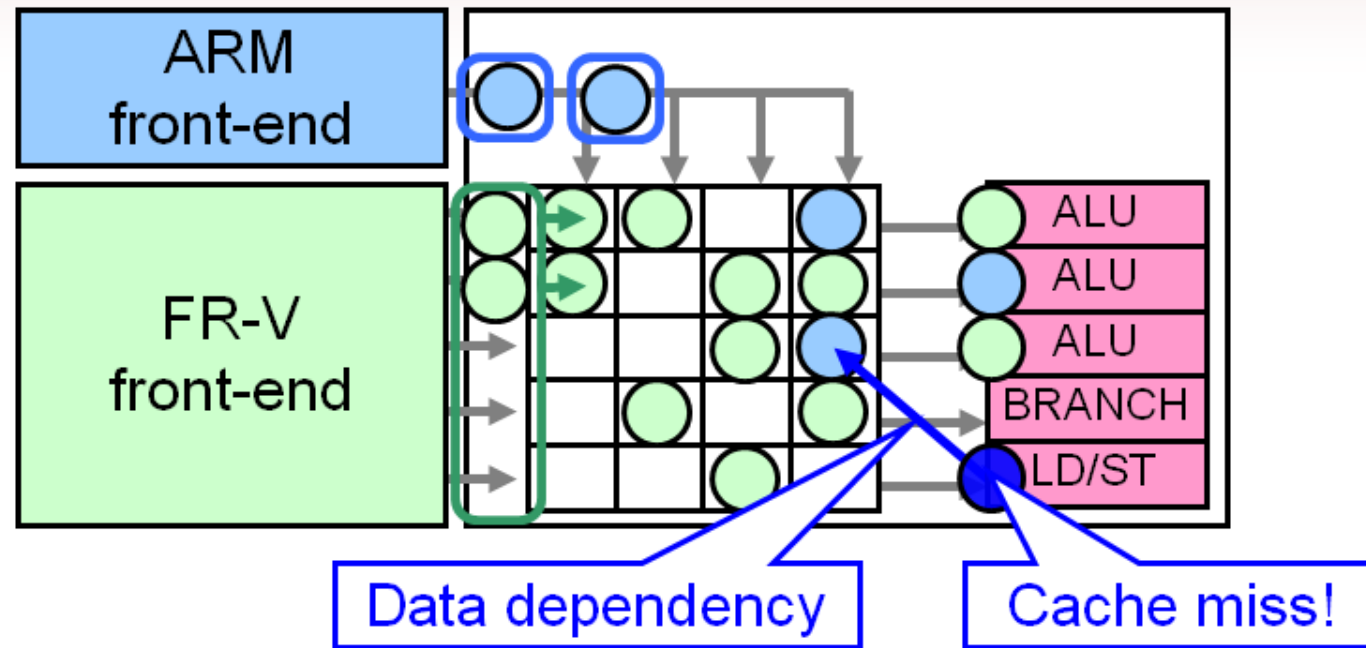 ARM
front-end
FR-V
front-end
ALU
ALU
ALU
BRANCH
LD/ST
Data dependency
Cache miss!